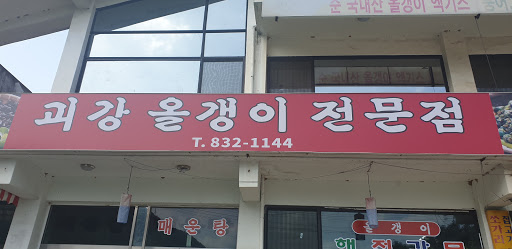 순 국내산 올갱이 엑기스
괴강 올갱이 전문점
T. 832-1144
매운탕
올갱이